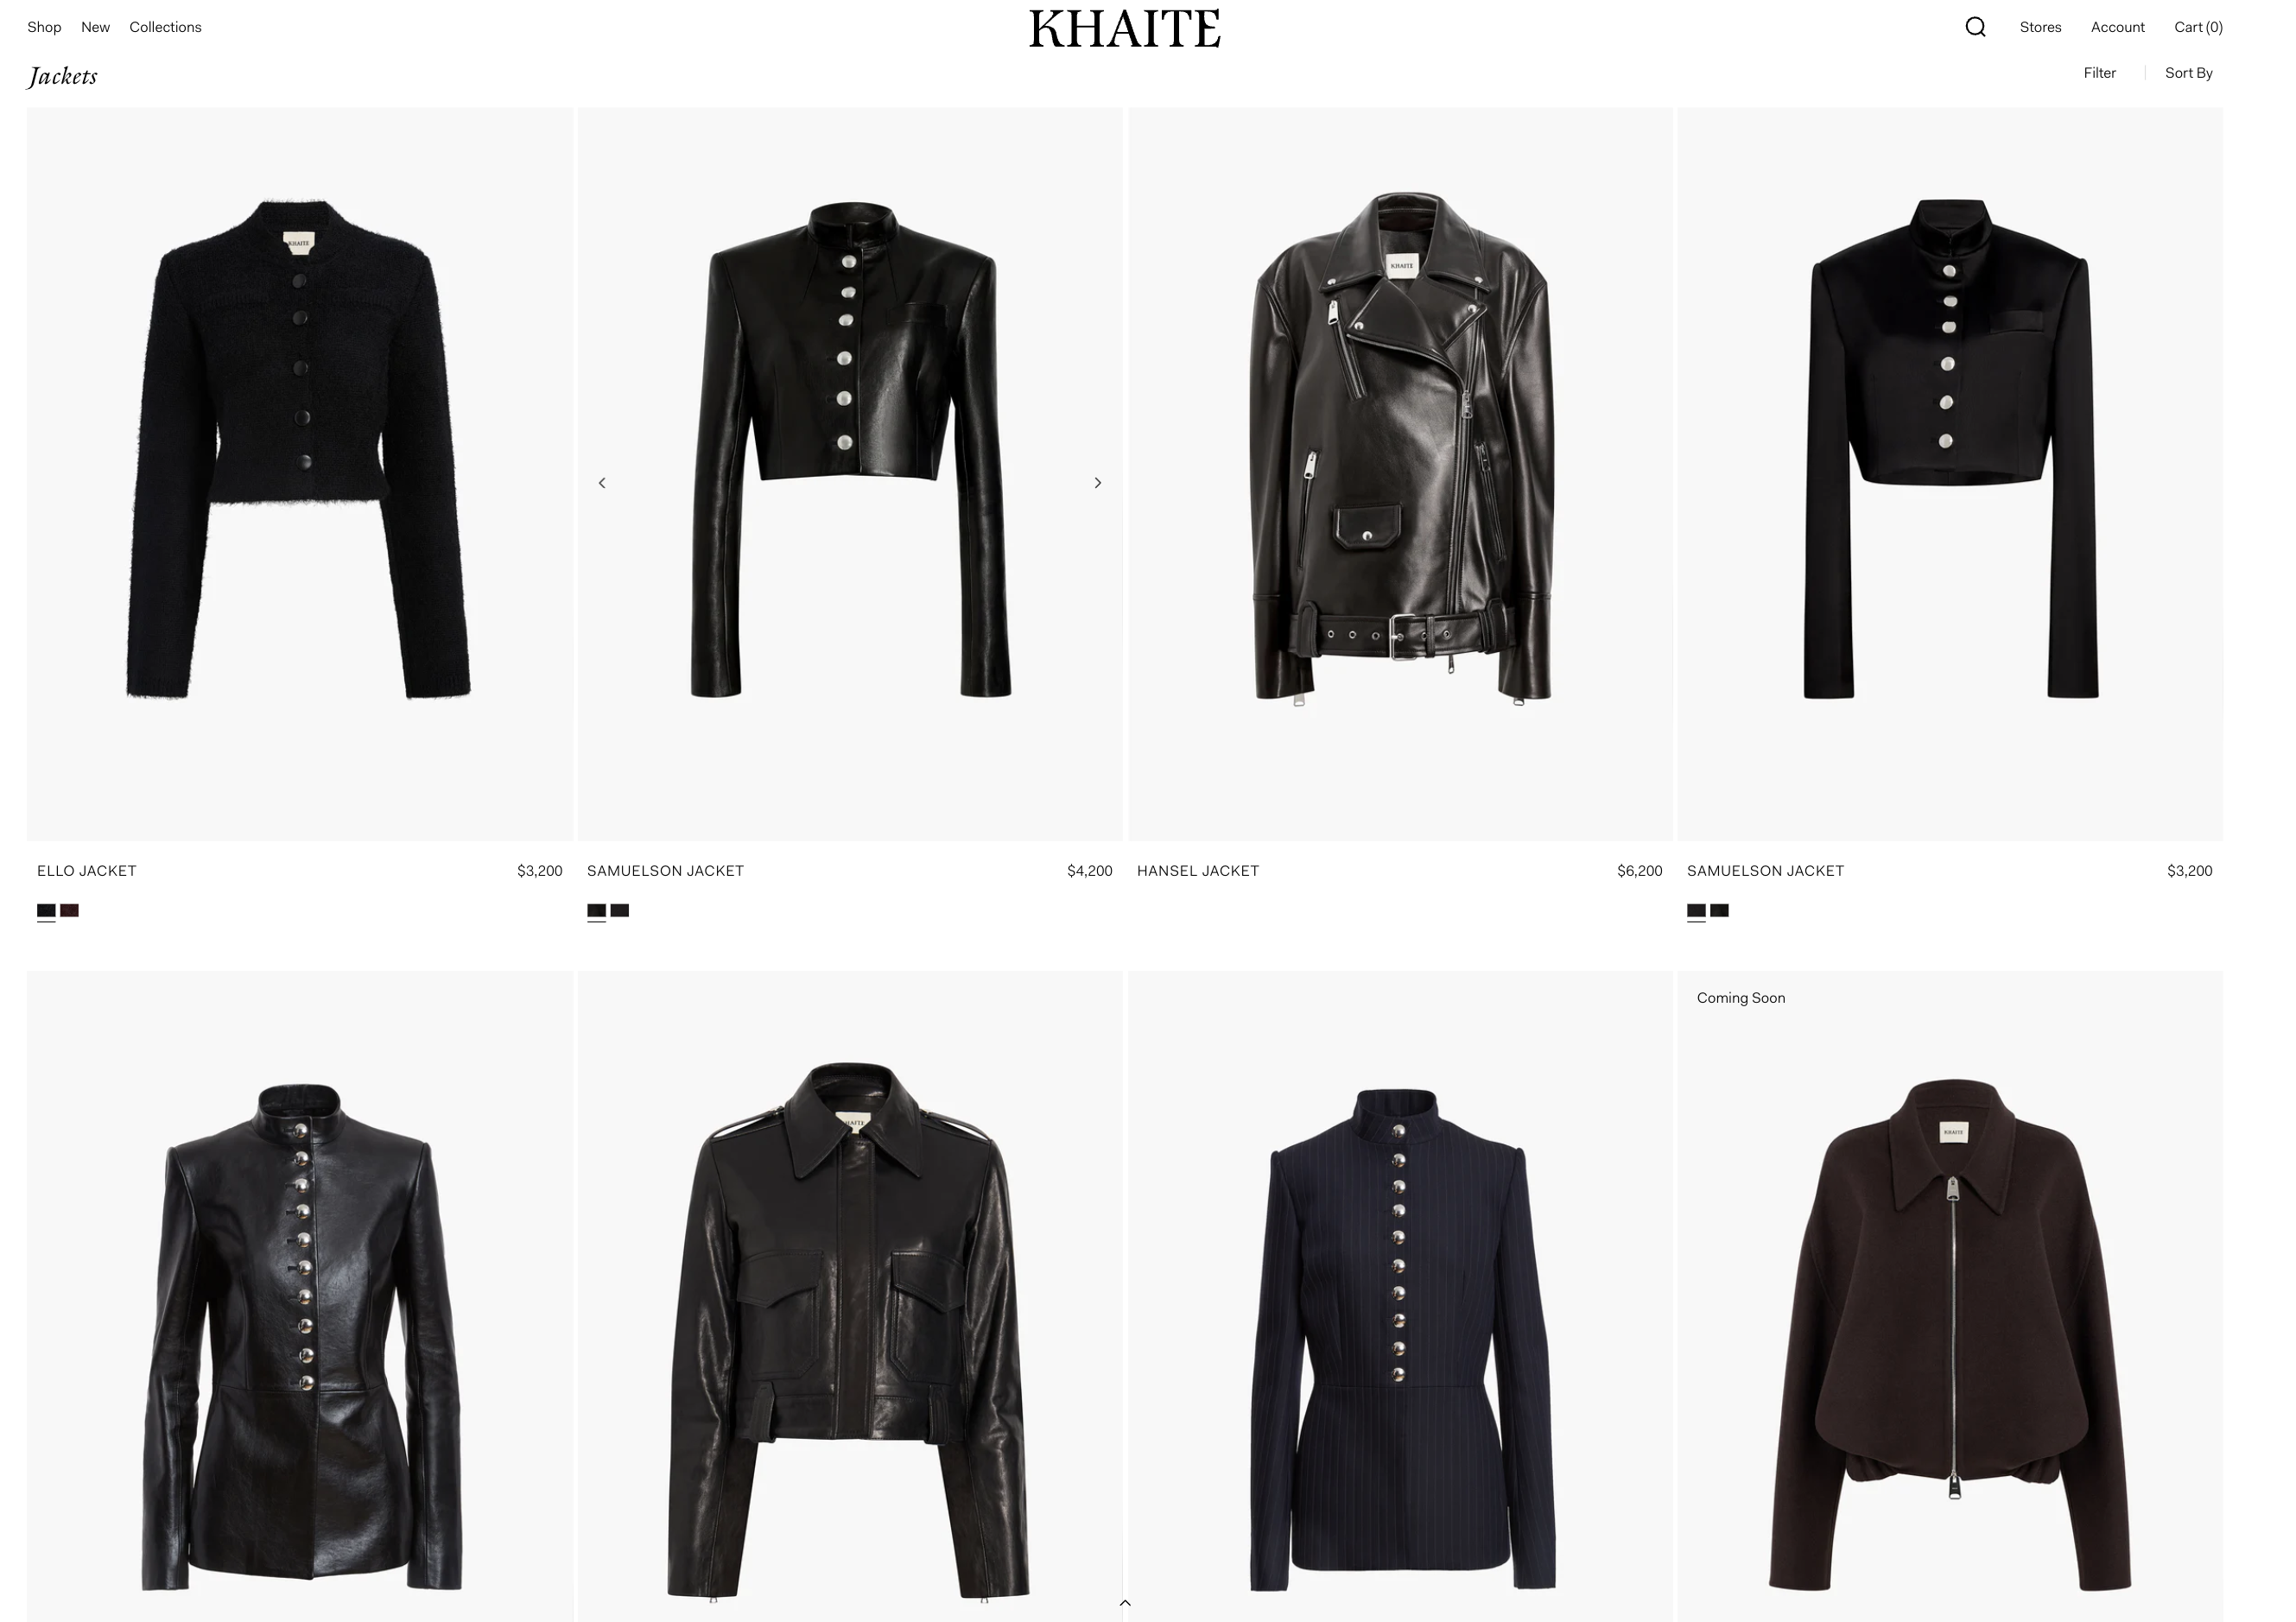 Shop New Collections
KHAITE
Stores Account Cart (0)
Jackets
Filter Sort By
KHAITE
KHAITE
ELLO JACKET $3,200
SAMUELSON JACKET $4,200
HANSEL JACKET $6,200
SAMUELSON JACKET $3,200
Coming Soon
KHAITE
KHAITE